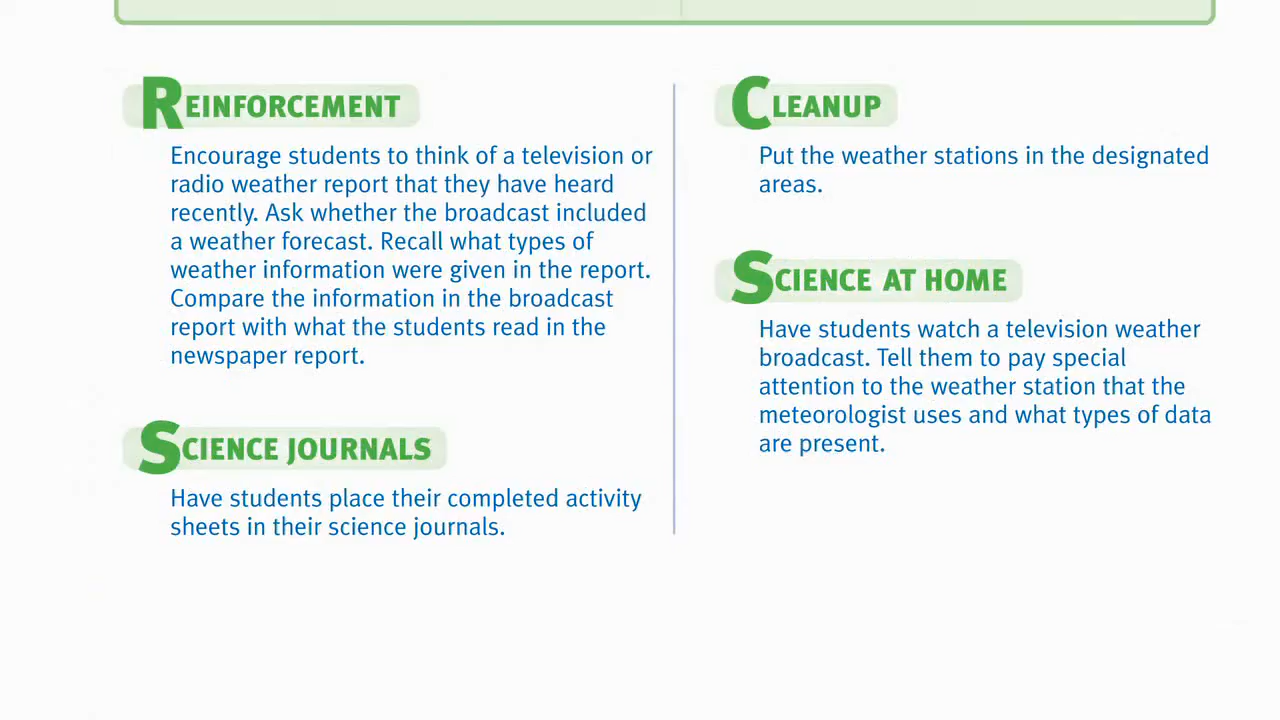 REINFORCEMENT
Encourage students to think of a television or
radio weather report that they have heard
recently. Ask whether the broadcast included
a weather forecast. Recall what types of
weather information were given in the report.
Compare the information in the broadcast
report with what the students read in the
newspaper report.
SCIENCE JOURNALS
Have students place their completed activity
sheets in their science journals.
CLEANUP
Put the weather stations in the designated
areas.
SCIENCE AT HOME
Have students watch a television weather
broadcast. Tell them to pay special
attention to the weather station that the
meteorologist uses and what types of data
are present.